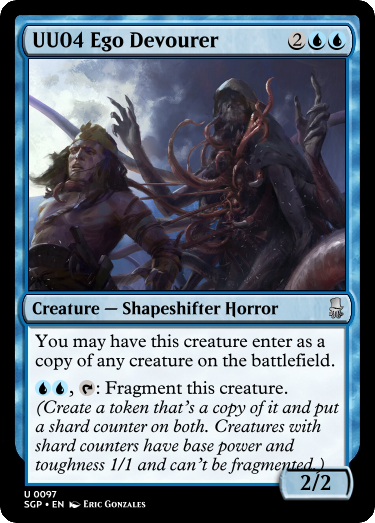 UU04 Ego Devourer 2
Creature — Shapeshifter Horror
You may have this creature enter as a
copy of any creature on the battlefield.
, : Fragment this creature.
(Create a token that's a copy of it and put
a shard counter on both. Creatures with
shard counters have base power and
toughness 1/1 and can't be fragmented.)
2/2
U 0097
SGP • EN Eric Gonzales